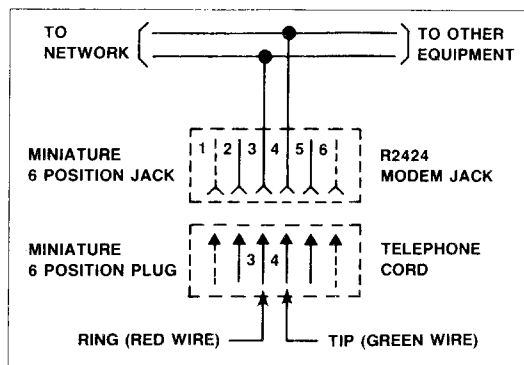 TO
NETWORK
TO OTHER
EQUIPMENT
1 2 3 4 5 6
MINIATURE
6 POSITION JACK
R2424
MODEM JACK
MINIATURE
6 POSITION PLUG
3 4
TELEPHONE
CORD
RING (RED WIRE)
TIP (GREEN WIRE)